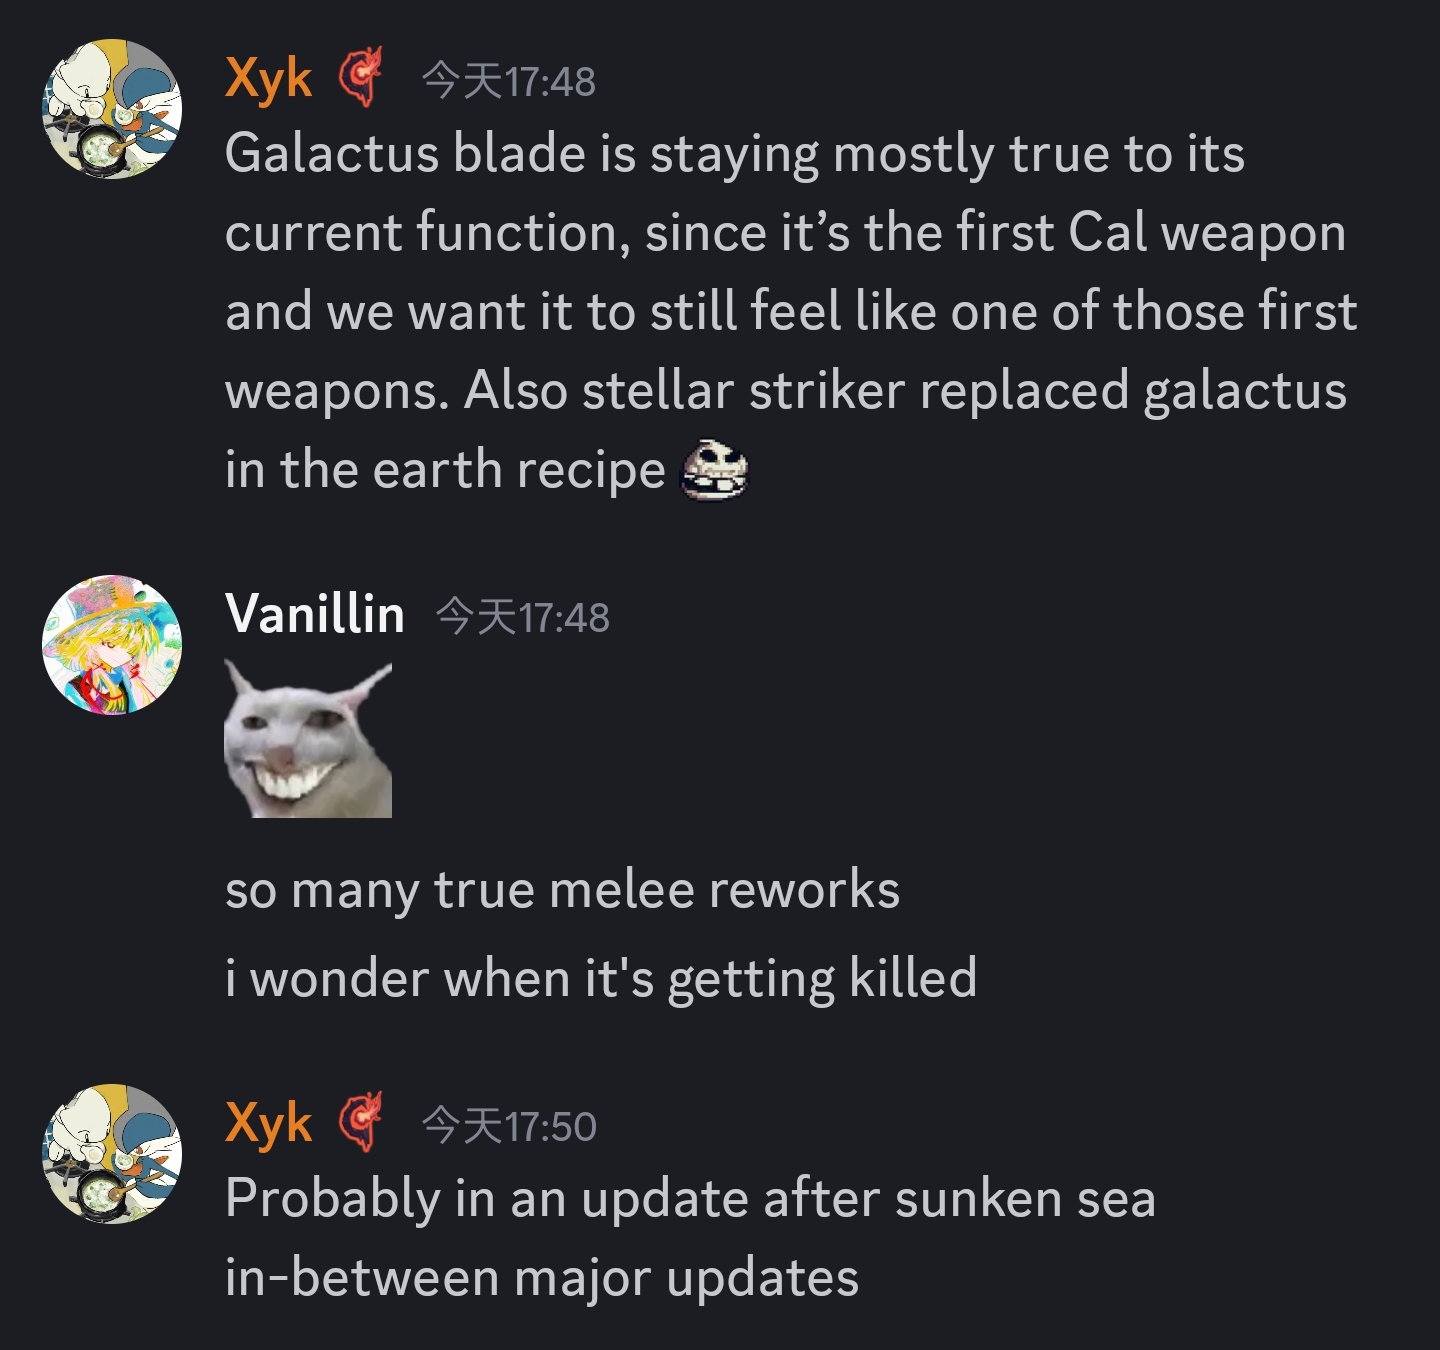 Xyk 今天17:48
Galactus blade is staying mostly true to its
current function, since it’s the first Cal weapon
and we want it to still feel like one of those first
weapons. Also stellar striker replaced galactus
in the earth recipe
Vanillin 今天17:48
so many true melee reworks
i wonder when it's getting killed
Xyk 今天17:50
Probably in an update after sunken sea
in-between major updates